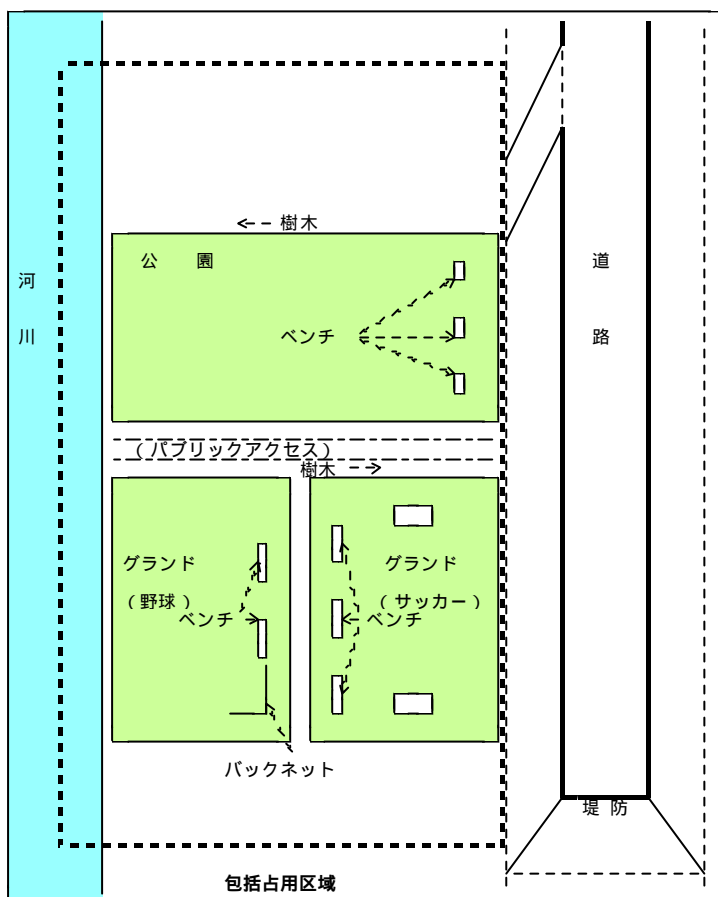 樹木
公 園
河
川
道
路
ベンチ
(パブリックアクセス)
樹木
グランド
(野球)
ベンチ
グランド
(サッカー)
ベンチ
バックネット
堤 防
包括占用区域